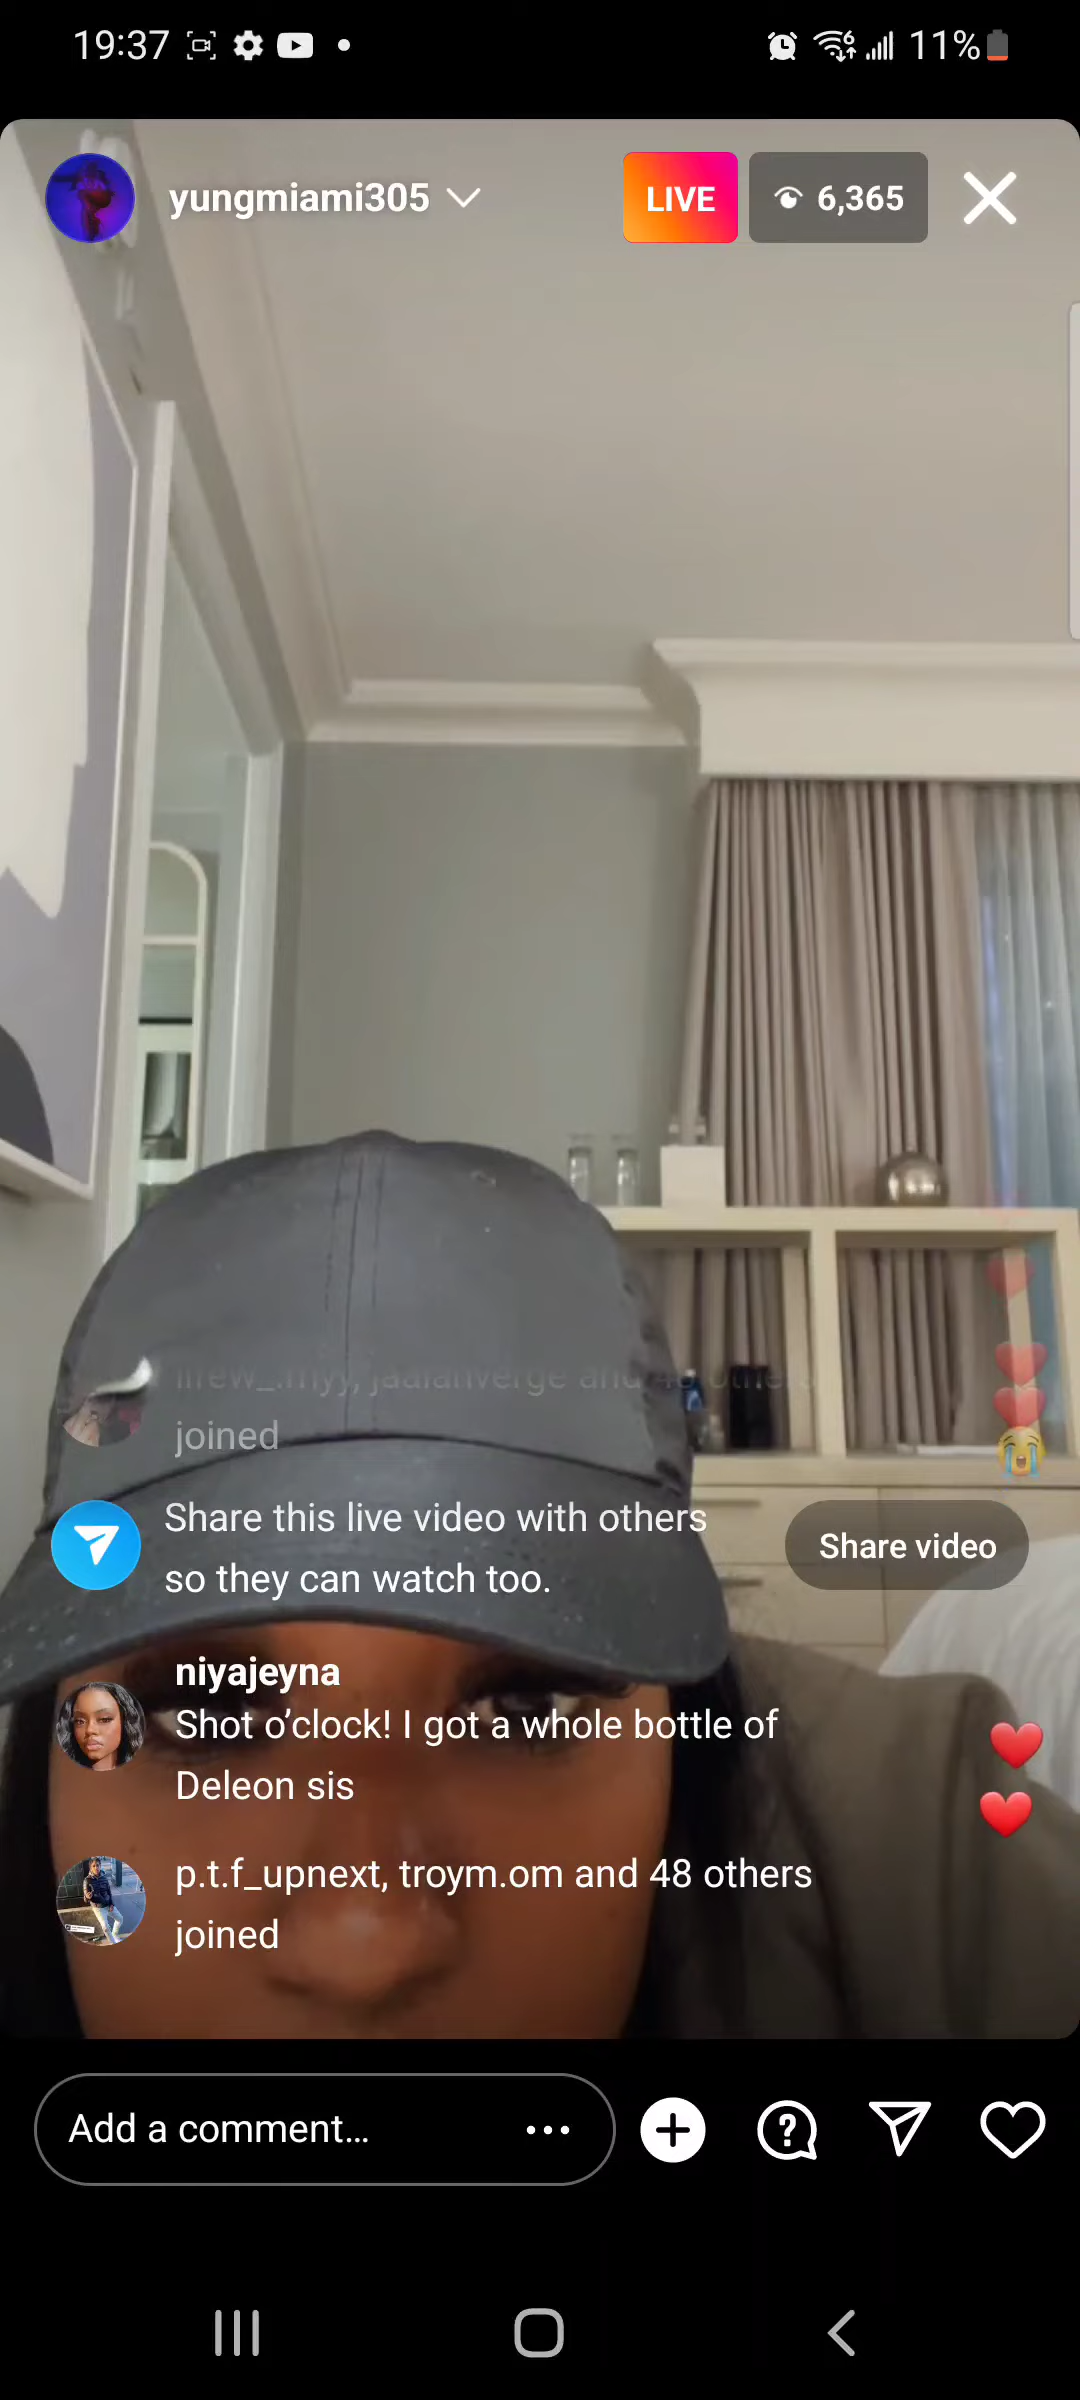 19:37
11%
yungmiami305
LIVE
6,365
joined
Share this live video with others
so they can watch too.
Share video
niyajeyna
Shot o’clock! I got a whole bottle of
Deleon sis
p.t.f_upnext, troym.om and 48 others
joined
Add a comment...